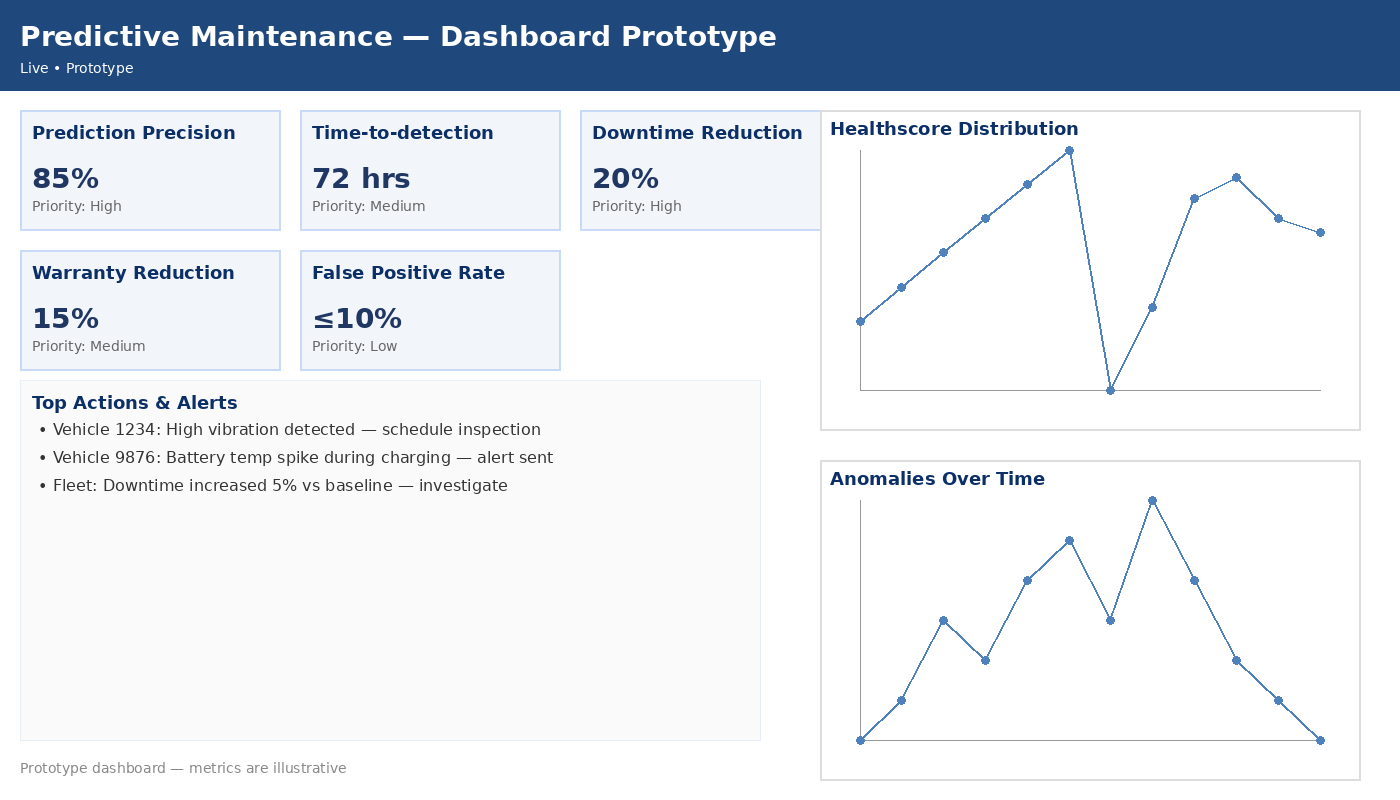 Predictive Maintenance — Dashboard Prototype
Live • Prototype
Prediction Precision
85%
Priority: High
Time-to-detection
72 hrs
Priority: Medium
Downtime Reduction
20%
Priority: High
Warranty Reduction
15%
Priority: Medium
False Positive Rate
≤10%
Priority: Low
Top Actions & Alerts
• Vehicle 1234: High vibration detected — schedule inspection
• Vehicle 9876: Battery temp spike during charging — alert sent
• Fleet: Downtime increased 5% vs baseline — investigate
Healthscore Distribution
Anomalies Over Time
Prototype dashboard — metrics are illustrative